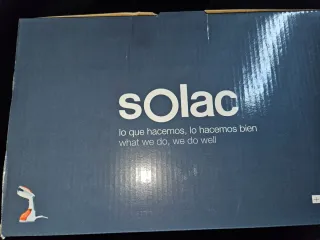 solac
lo que hacemos, lo hacemos bien
what we do, we do well